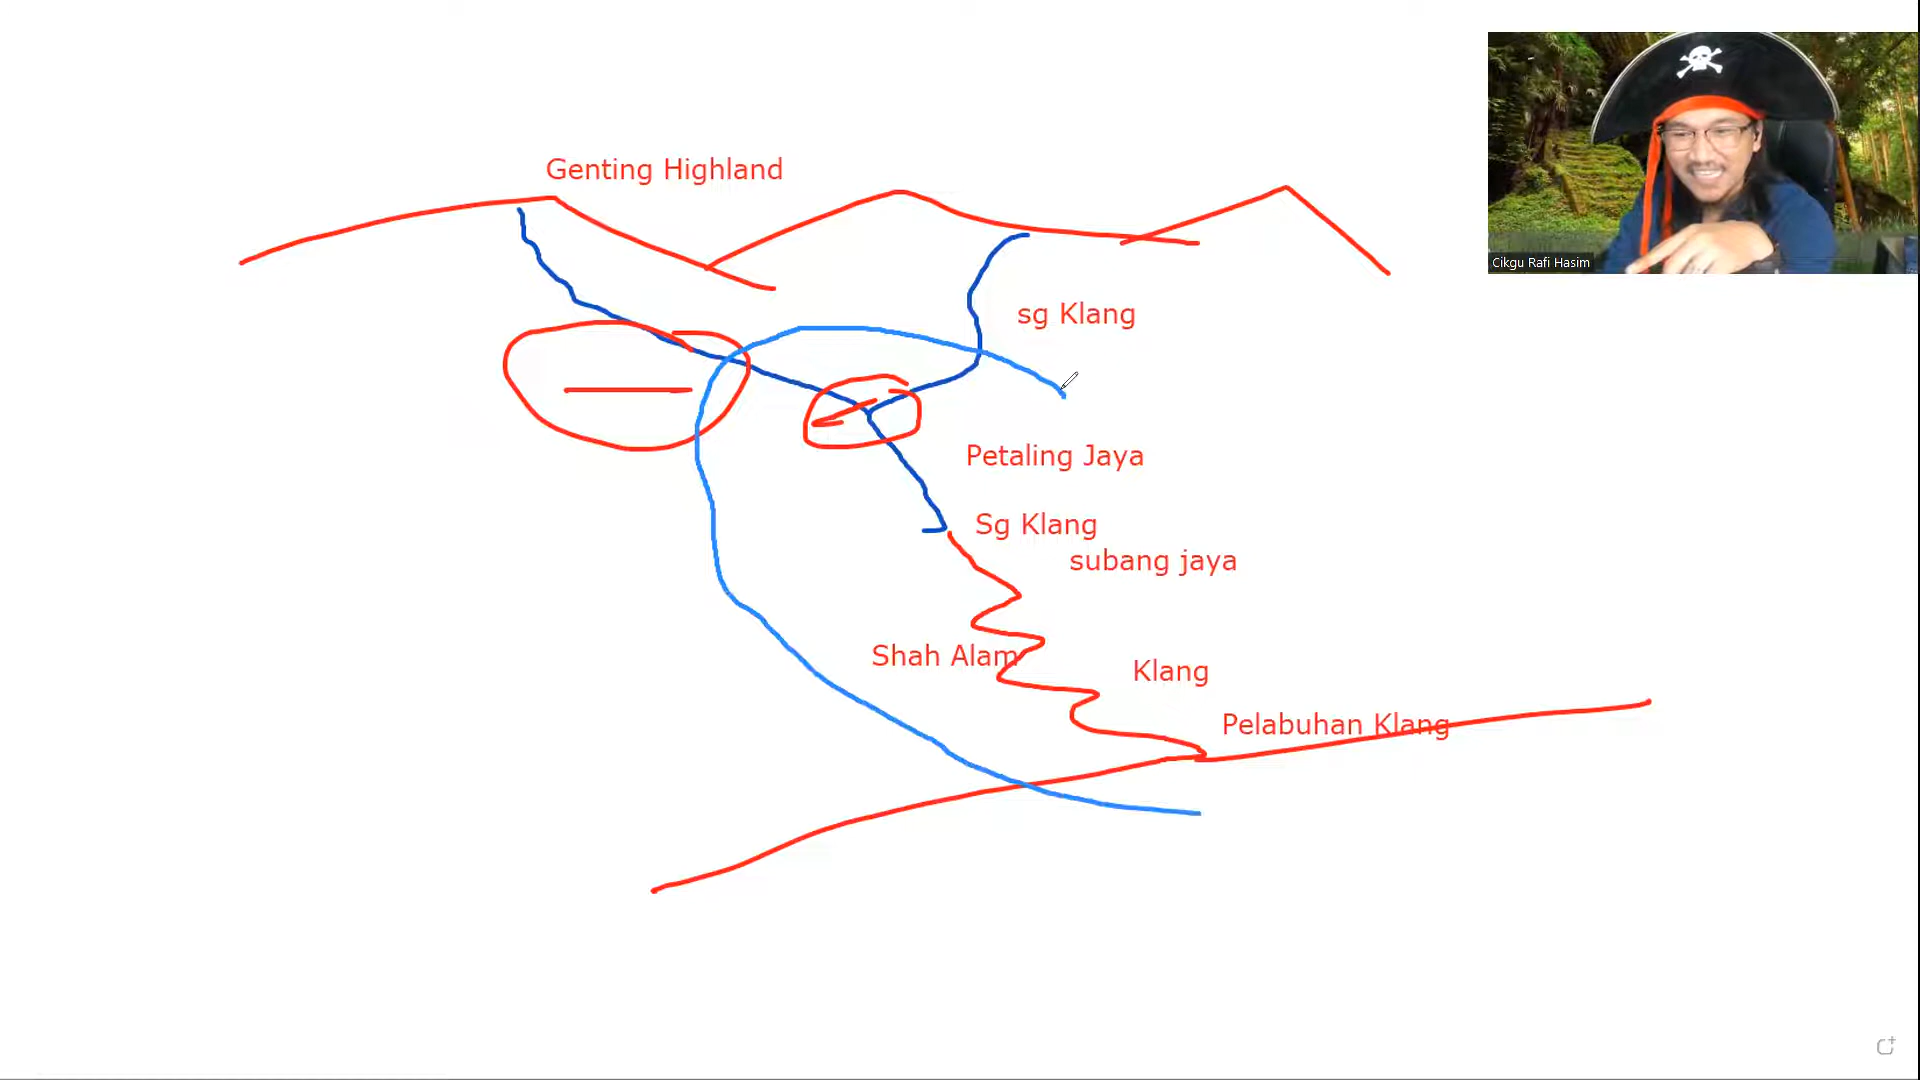 Genting Highland
Cikgu Rafi Hasim
sg Klang
Petaling Jaya
Sg Klang
subang jaya
Shah Alam
Klang
Pelabuhan Klang